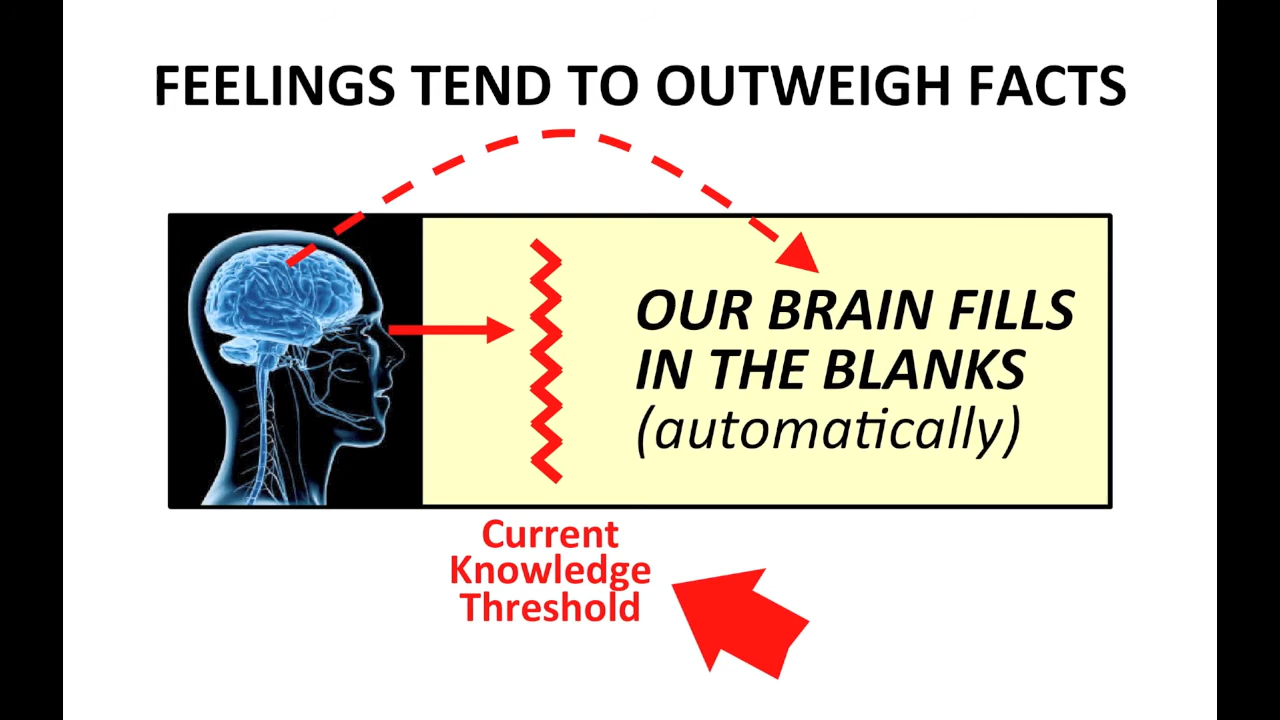 FEELINGS TEND TO OUTWEIGH FACTS
OUR BRAIN FILLS
IN THE BLANKS
(automatically)
Current
Knowledge
Threshold